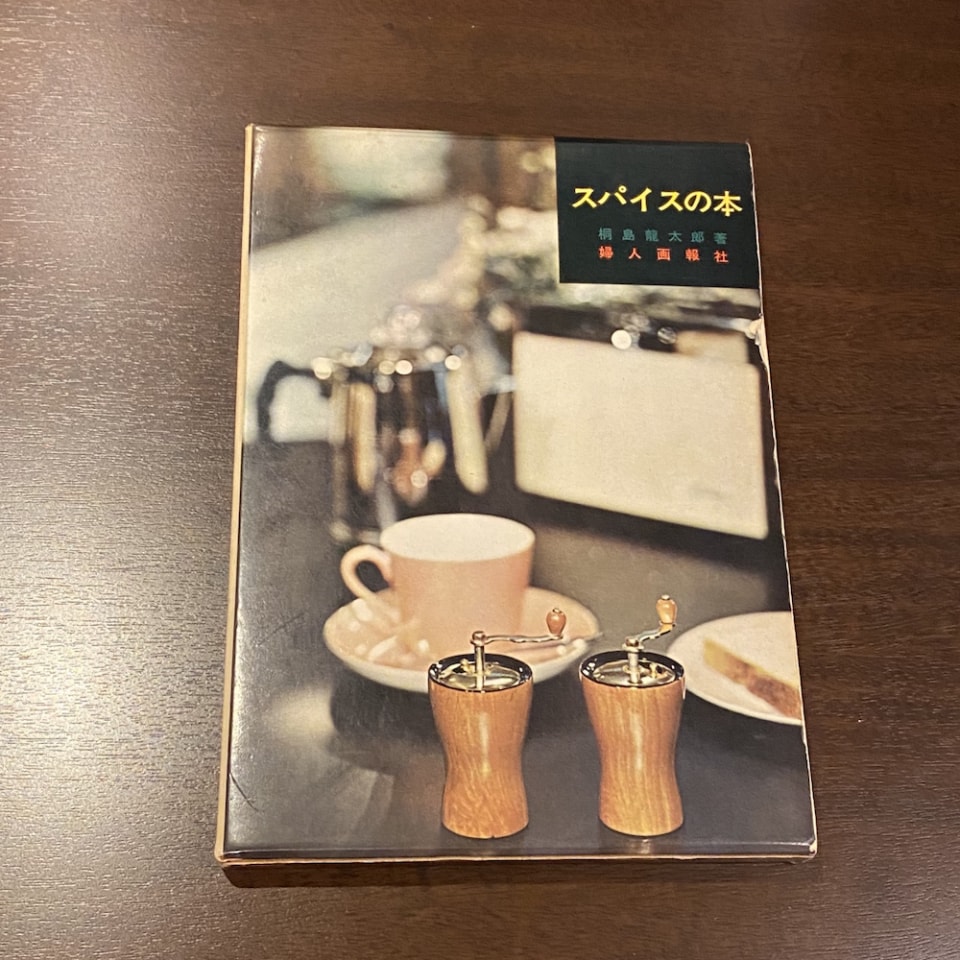 スパイスの本
桐島龍太郎著
婦人画報社